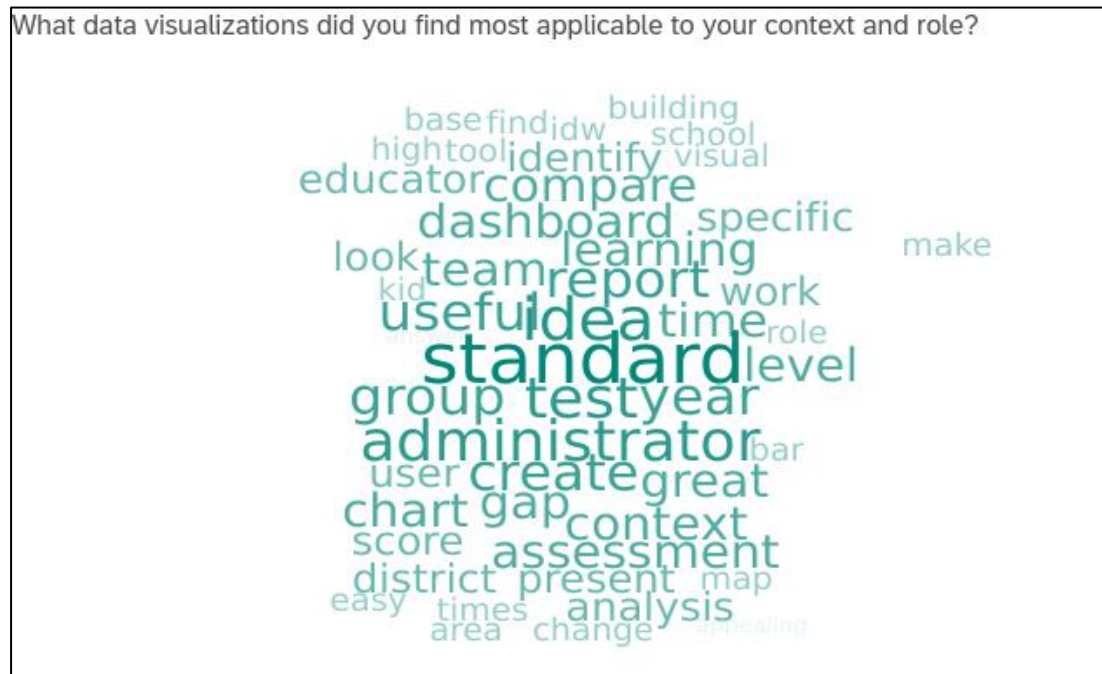 What data visualizations did you find most applicable to your context and role?
building
base find idw school
high tool identify visual
educator compare
dashboard specific
learning make
look team report work
kid
useful idea time role
answer
standard level
group test year
administrator bar
user create great
chart gap context
score assessment
district present map
easy times analysis
area change appealing